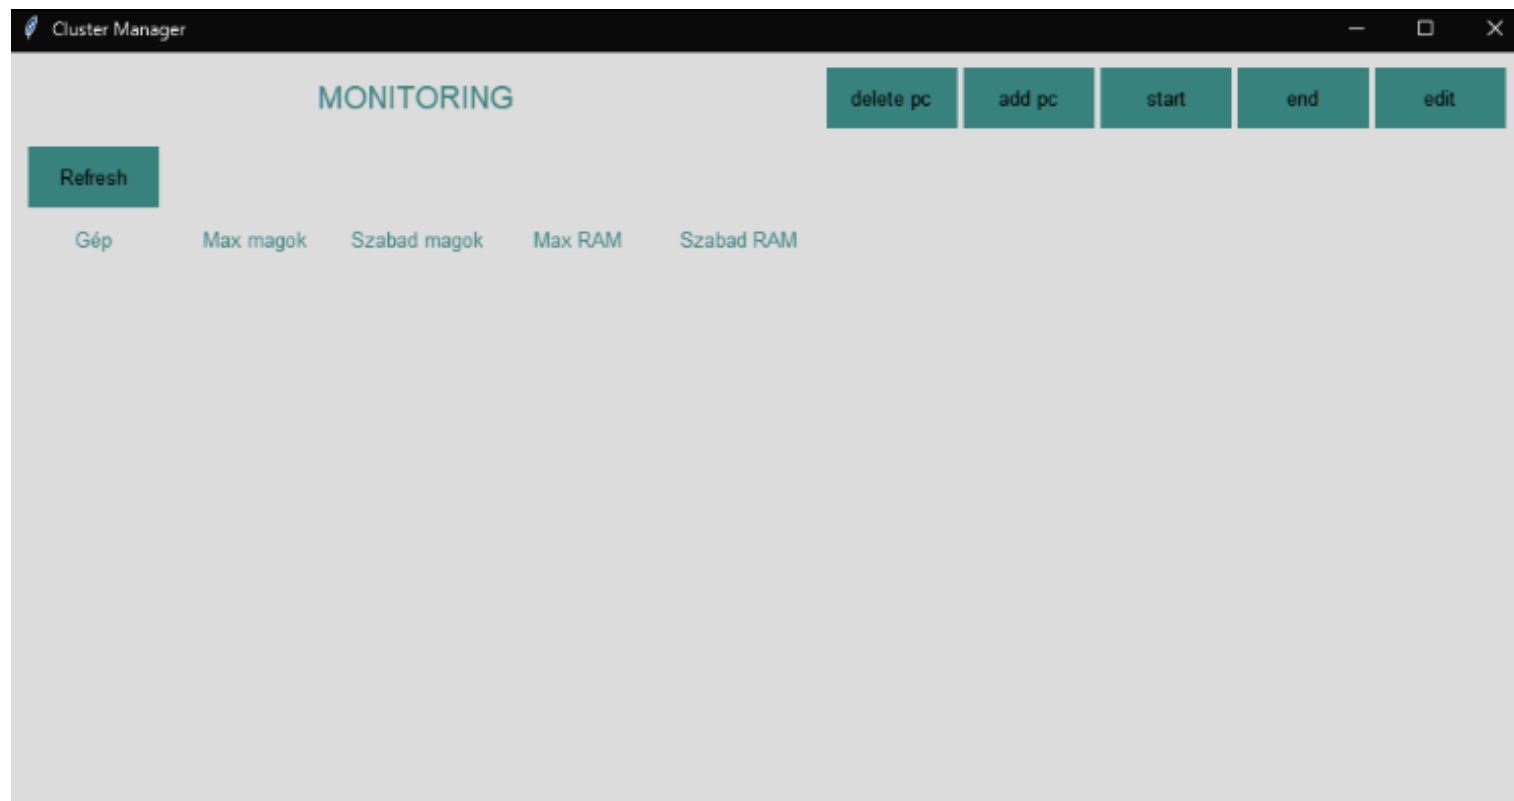 Cluster Manager
MONITORING delete pc add pc start end edit
Refresh
Gép Max magok Szabad magok Max RAM Szabad RAM